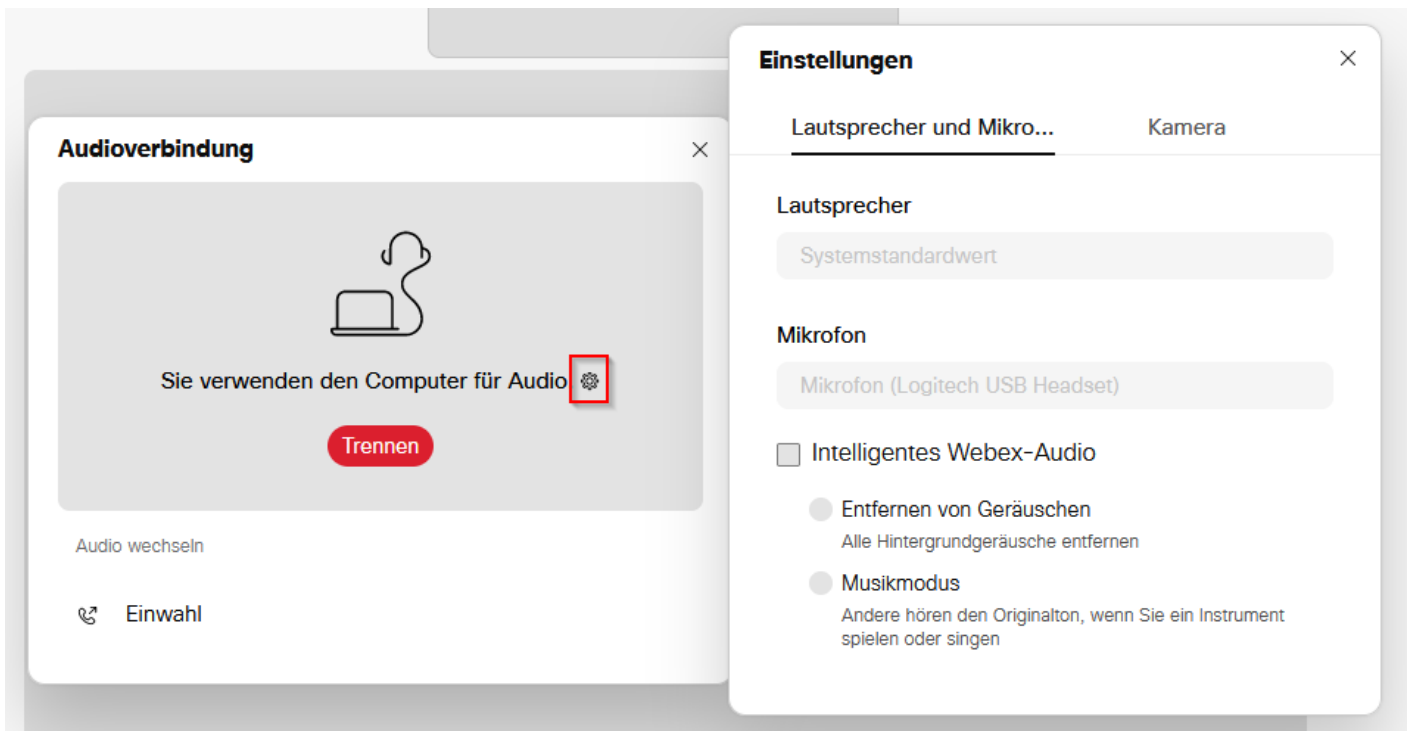 Audioverbindung
Sie verwenden den Computer für Audio
Trennen
Audio wechseln
Einwahl
Einstellungen
Lautsprecher und Mikro...
Kamera
Lautsprecher
Systemstandardwert
Mikrofon
Mikrofon (Logitech USB Headset)
Intelligentes Webex-Audio
Entfernen von Geräuschen
Alle Hintergrundgeräusche entfernen
Musikmodus
Andere hören den Originalton, wenn Sie ein Instrument
spielen oder singen